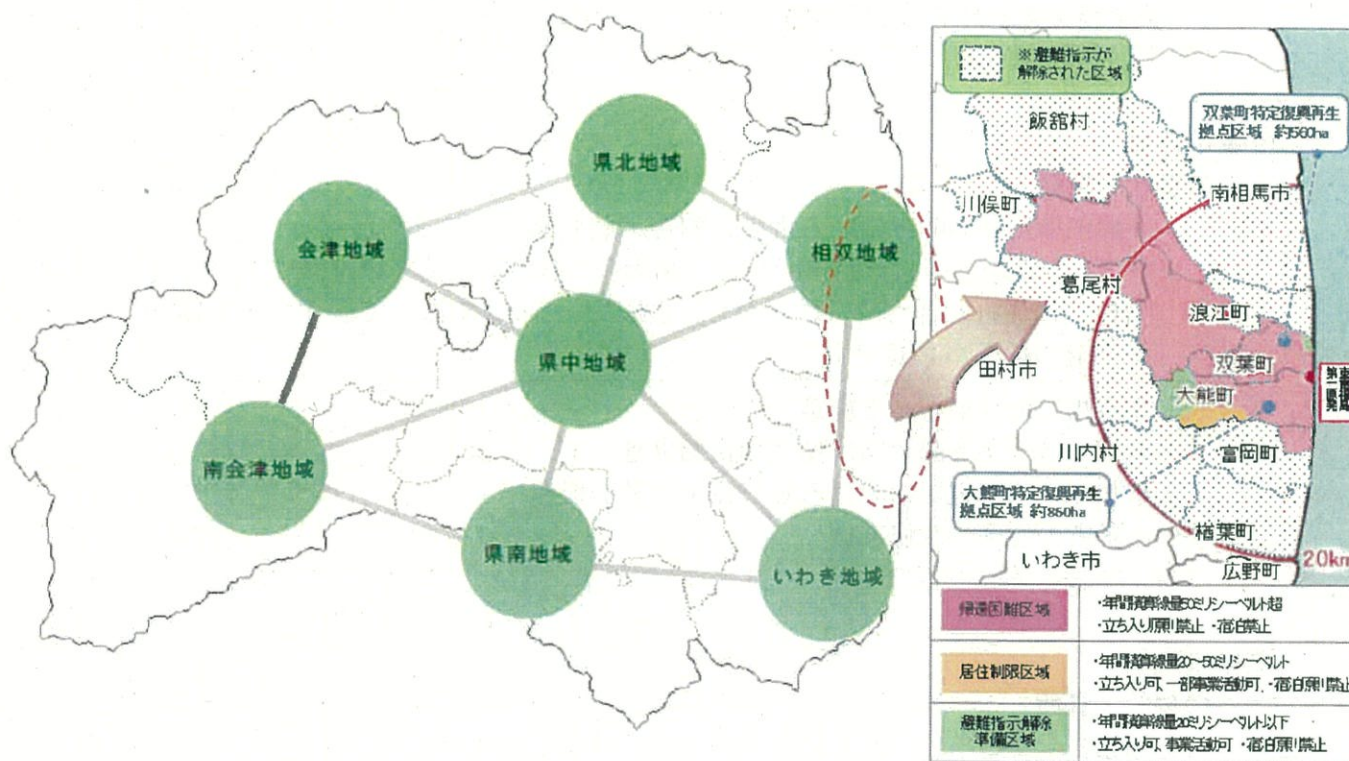 県北地域
会津地域
相双地域
県中地域
南会津地域
県南地域
いわき地域
※避難指示が
解除された区域
双葉町特定復興再生
拠点区域 約560ha
飯舘村
川俣町
南相馬市
葛尾村
浪江町
田村市
双葉町
大熊町
川内村
富岡町
大熊町特定復興再生
拠点区域 約860ha
楢葉町
いわき市
広野町
20km
帰還困難区域
・年間積算線量50ミリシーベルト超
・立ち入り原則禁止 ・宿泊禁止
居住制限区域
・年間積算線量20～50ミリシーベルト
・立ち入り可、一部事業活動可、・宿泊原則禁止
避難指示解除
準備区域
・年間積算線量20ミリシーベルト以下
・立ち入り可、事業活動可 ・宿泊原則禁止